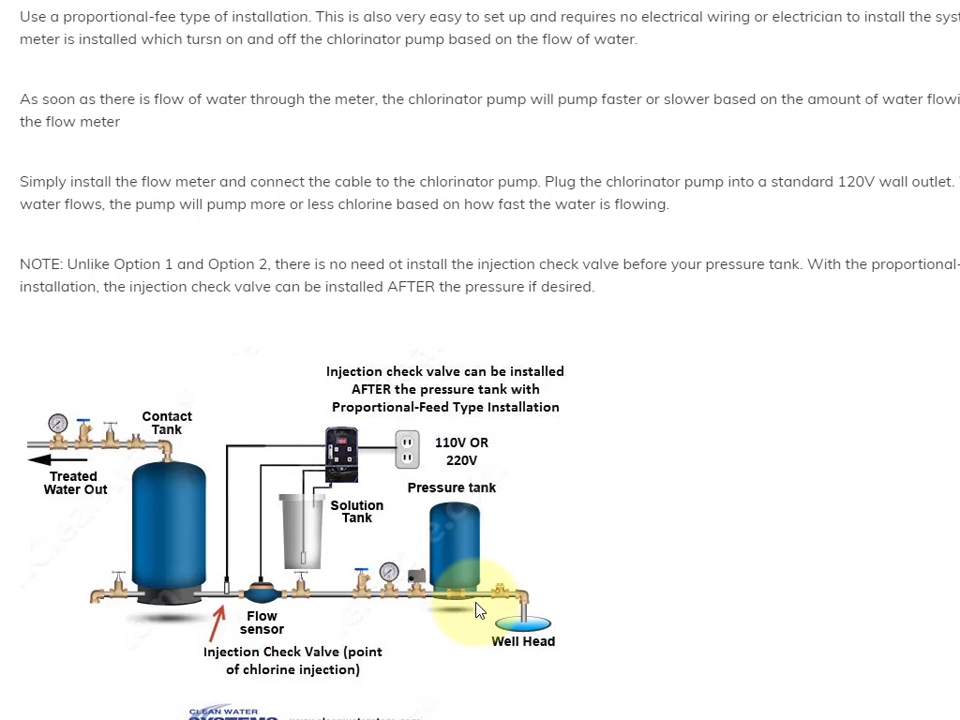 Use a proportional-fee type of installation. This is also very easy to set up and requires no electrical wiring or electrician to install the
meter is installed which tursn on and off the chlorinator pump based on the flow of water.
As soon as there is flow of water through the meter, the chlorinator pump will pump faster or slower based on the amount of water
the flow meter
Simply install the flow meter and connect the cable to the chlorinator pump. Plug the chlorinator pump into a standard 120V wall outlet.
water flows, the pump will pump more or less chlorine based on how fast the water is flowing.
NOTE: Unlike Option 1 and Option 2, there is no need ot install the injection check valve before your pressure tank. With the proportional-
installation, the injection check valve can be installed AFTER the pressure if desired.
Injection check valve can be installed
AFTER the pressure tank with
Proportional-Feed Type Installation
Contact
Tank
110V OR
220V
Treated
Water Out
Pressure tank
Solution
Tank
Flow
sensor
Well Head
Injection Check Valve (point
of chlorine injection)
CLEAN WATER
SYSTEMS